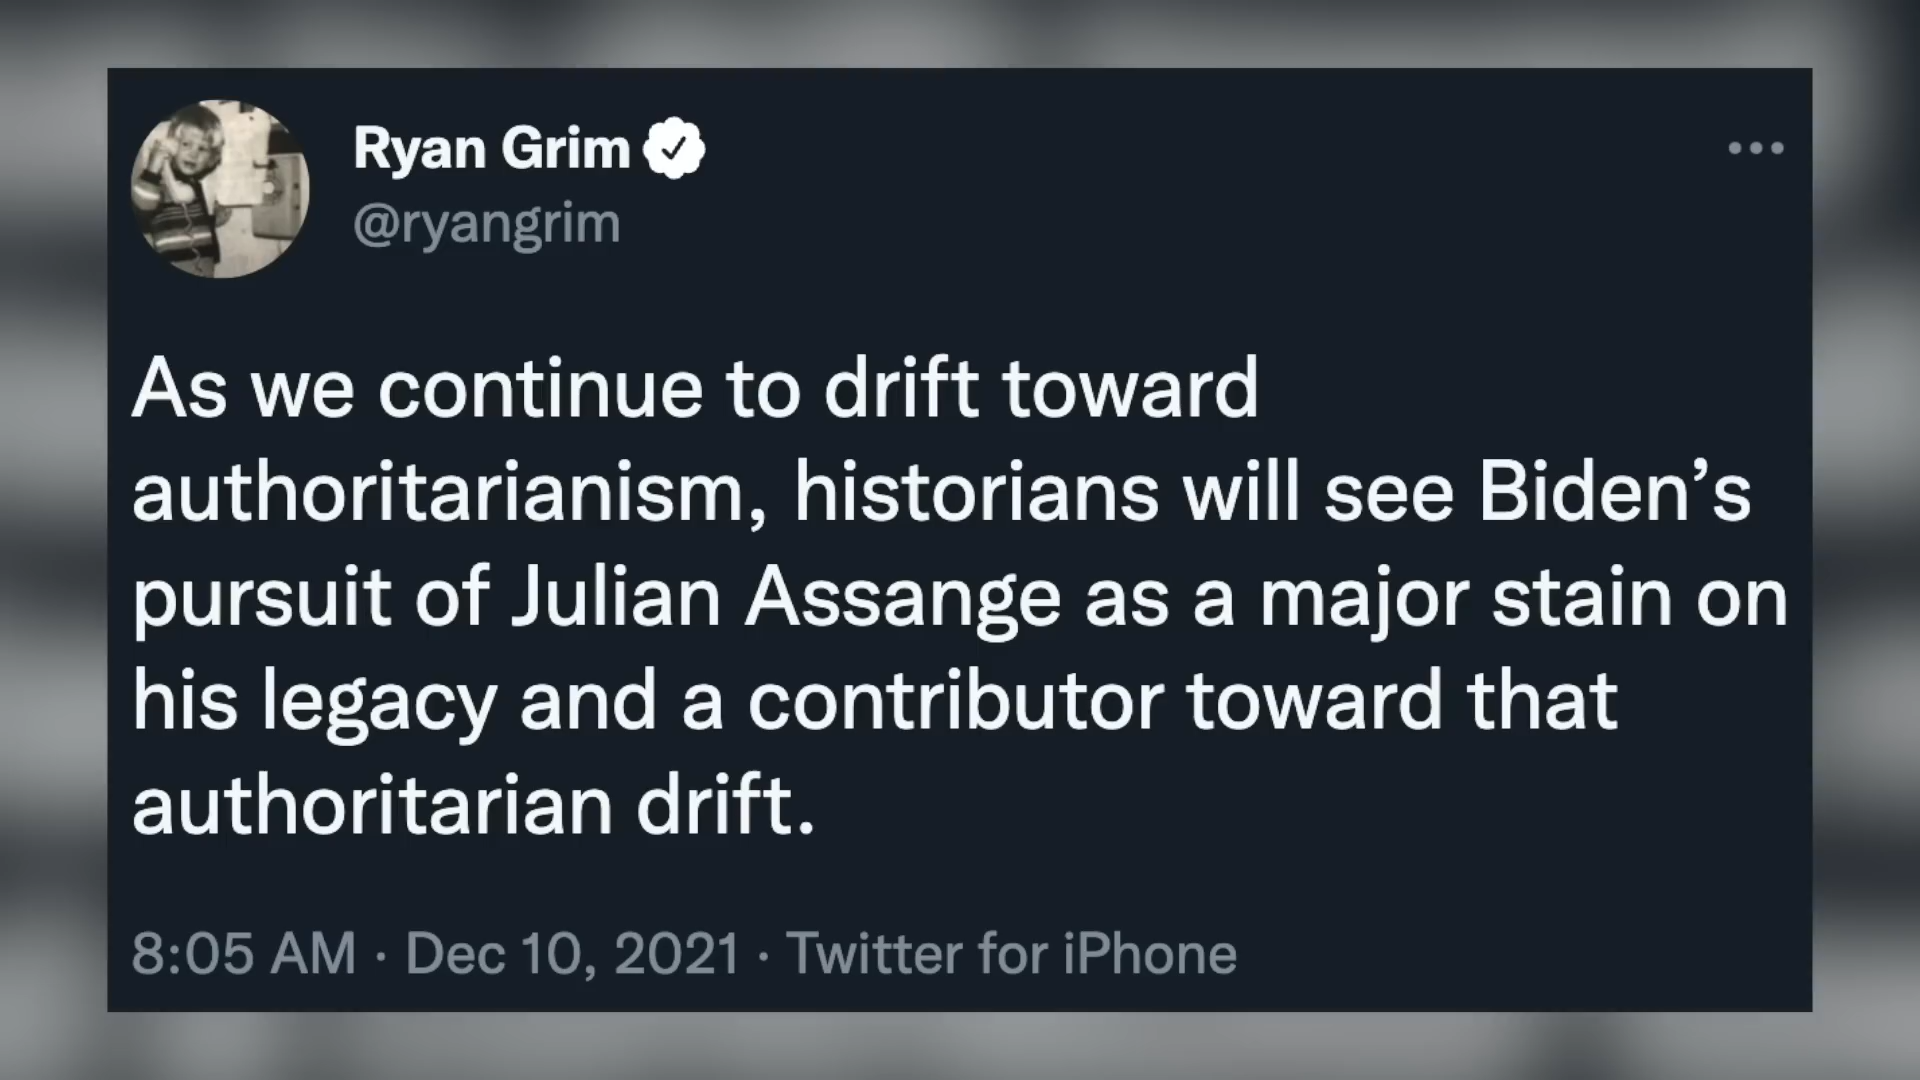 Ryan Grim
@ryangrim
As we continue to drift toward
authoritarianism, historians will see Biden’s
pursuit of Julian Assange as a major stain on
his legacy and a contributor toward that
authoritarian drift.
8:05 AM · Dec 10, 2021 · Twitter for iPhone